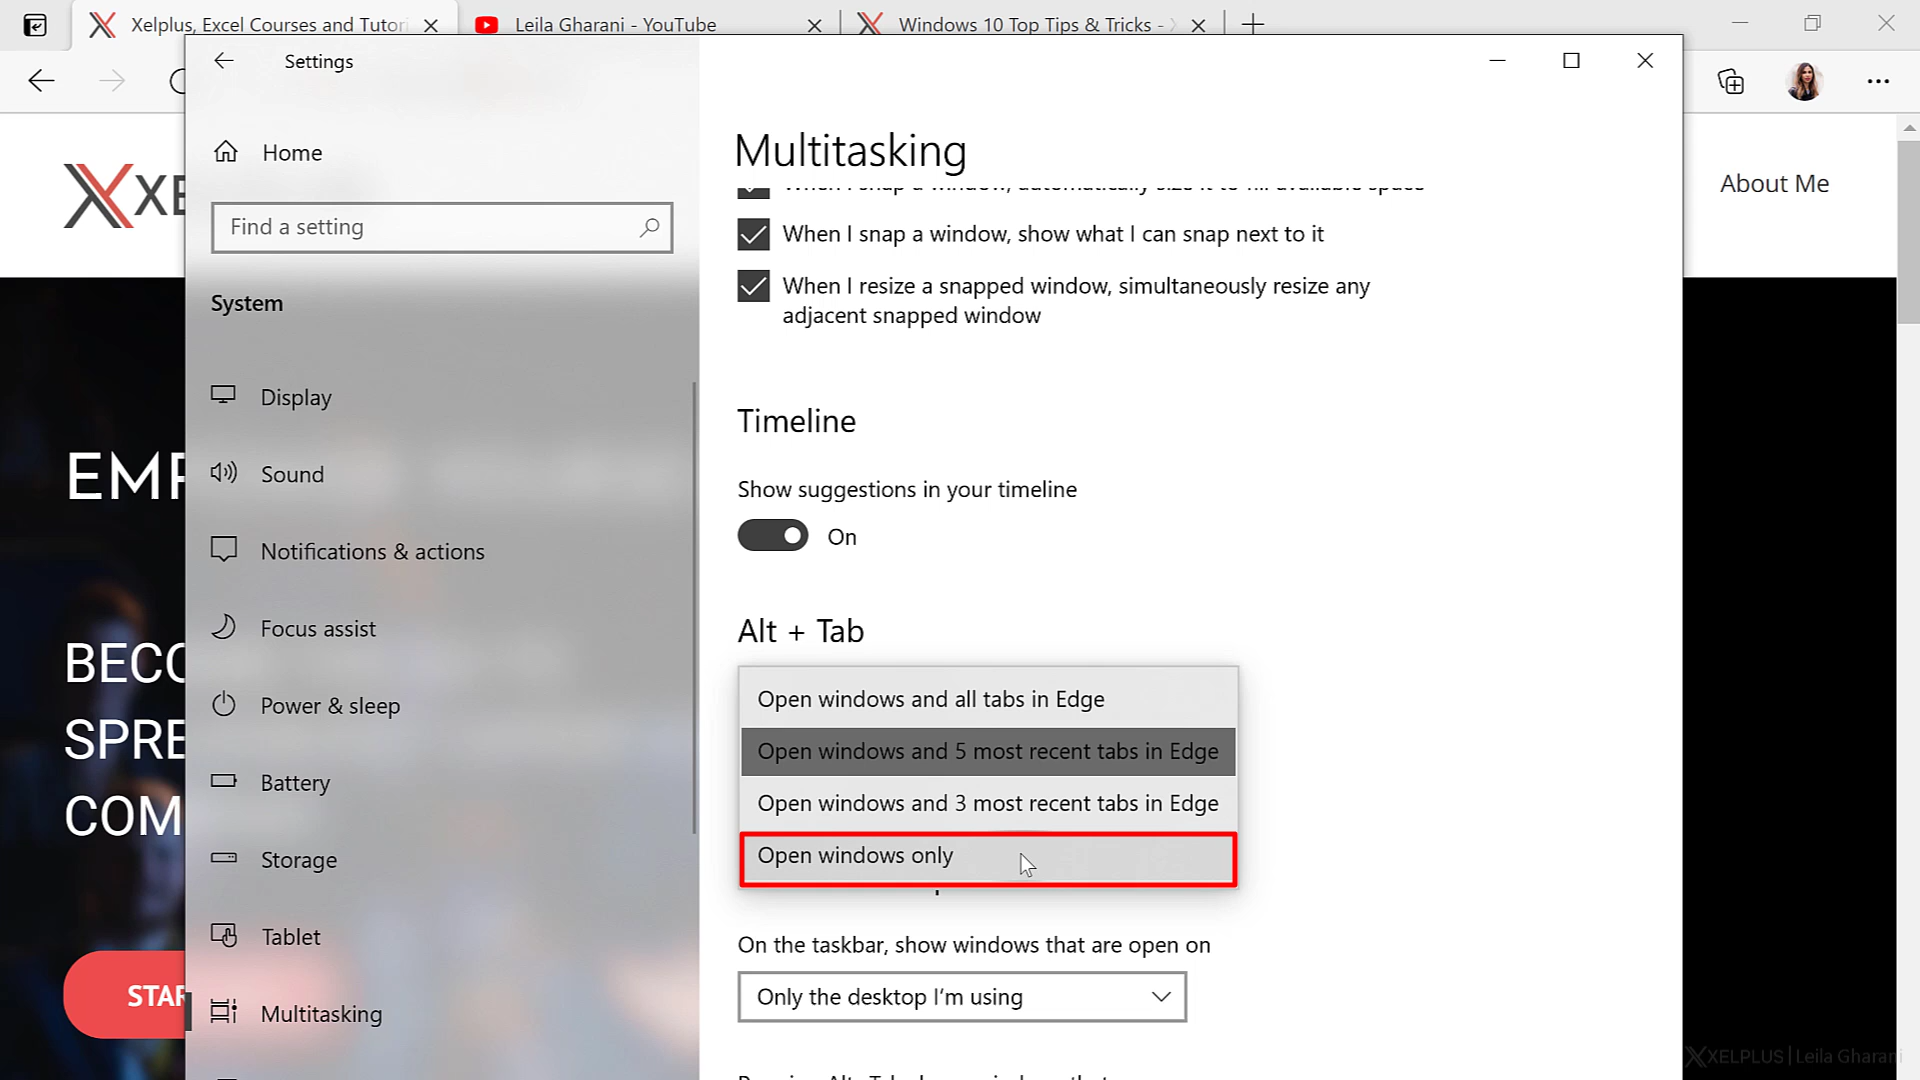 Xelplus, Excel Courses and Tutori
Leila Gharani - YouTube
Windows 10 Top Tips & Tricks - X
Settings
Home
Find a setting
System
Display
Sound
Notifications & actions
Focus assist
Power & sleep
Battery
Storage
Tablet
Multitasking
Multitasking
When I snap a window, automatically size it to fill available space
When I snap a window, show what I can snap next to it
When I resize a snapped window, simultaneously resize any
adjacent snapped window
Timeline
Show suggestions in your timeline
On
Alt + Tab
Open windows and all tabs in Edge
Open windows and 5 most recent tabs in Edge
Open windows and 3 most recent tabs in Edge
Open windows only
On the taskbar, show windows that are open on
Only the desktop I'm using
XE
About Me
EMP
BECO
SPRE
COM
STAR
XELPLUS | Leila Gharani